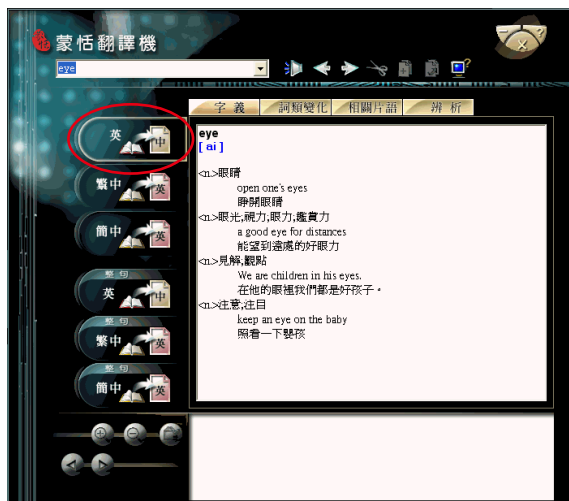 蒙恬翻譯機
eye
字義 詞類變化 相關片語 辨析
英 中
繁中 英
簡中 英
整句
英 中
整句
繁中 英
整句
簡中 英
eye
[ ai ]
<n.>眼睛
open one's eyes
睜開眼睛
<n.>眼光,視力,眼力,鑑賞力
a good eye for distances
能望到遠處的好眼力
<n.>見解,觀點
We are children in his eyes.
在他的眼裡我們都是好孩子。
<n.>注意,注目
keep an eye on the baby
照看一下嬰孩